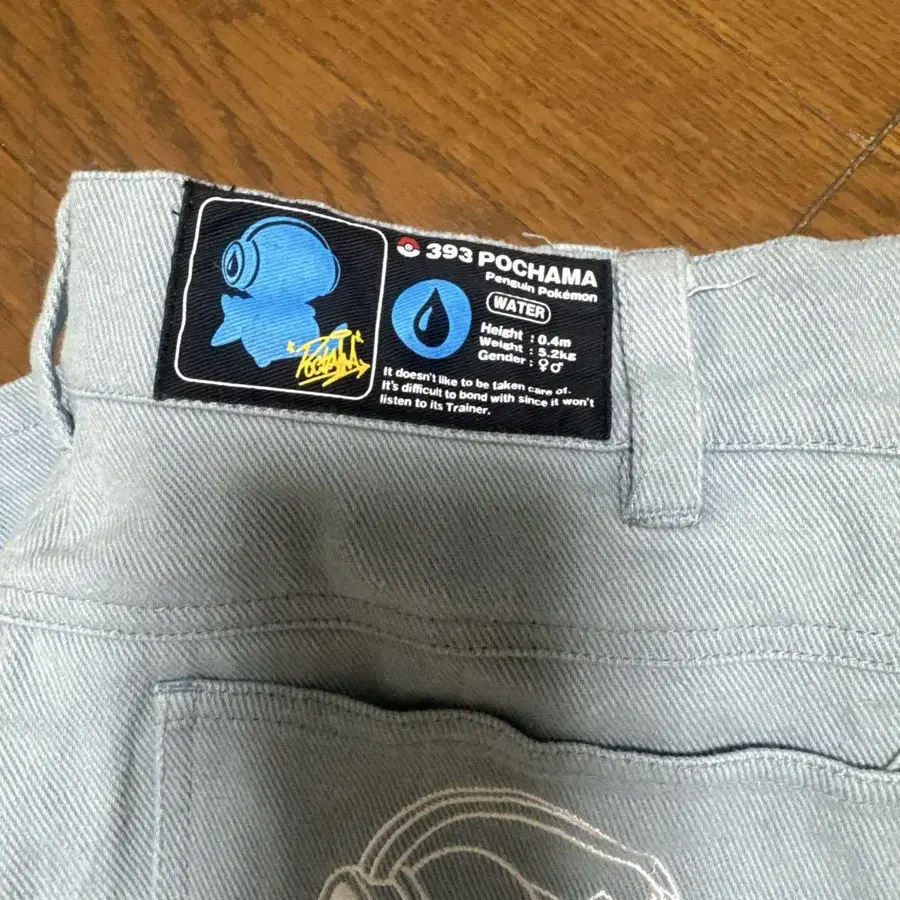 393 POCHAMA
Penguin Pokémon
WATER
Height : 0.4m
Weight : 5.2kg
Gender : ♀♂
It doesn't like to be taken care of.
It's difficult to bond with since it won't
listen to its Trainer.